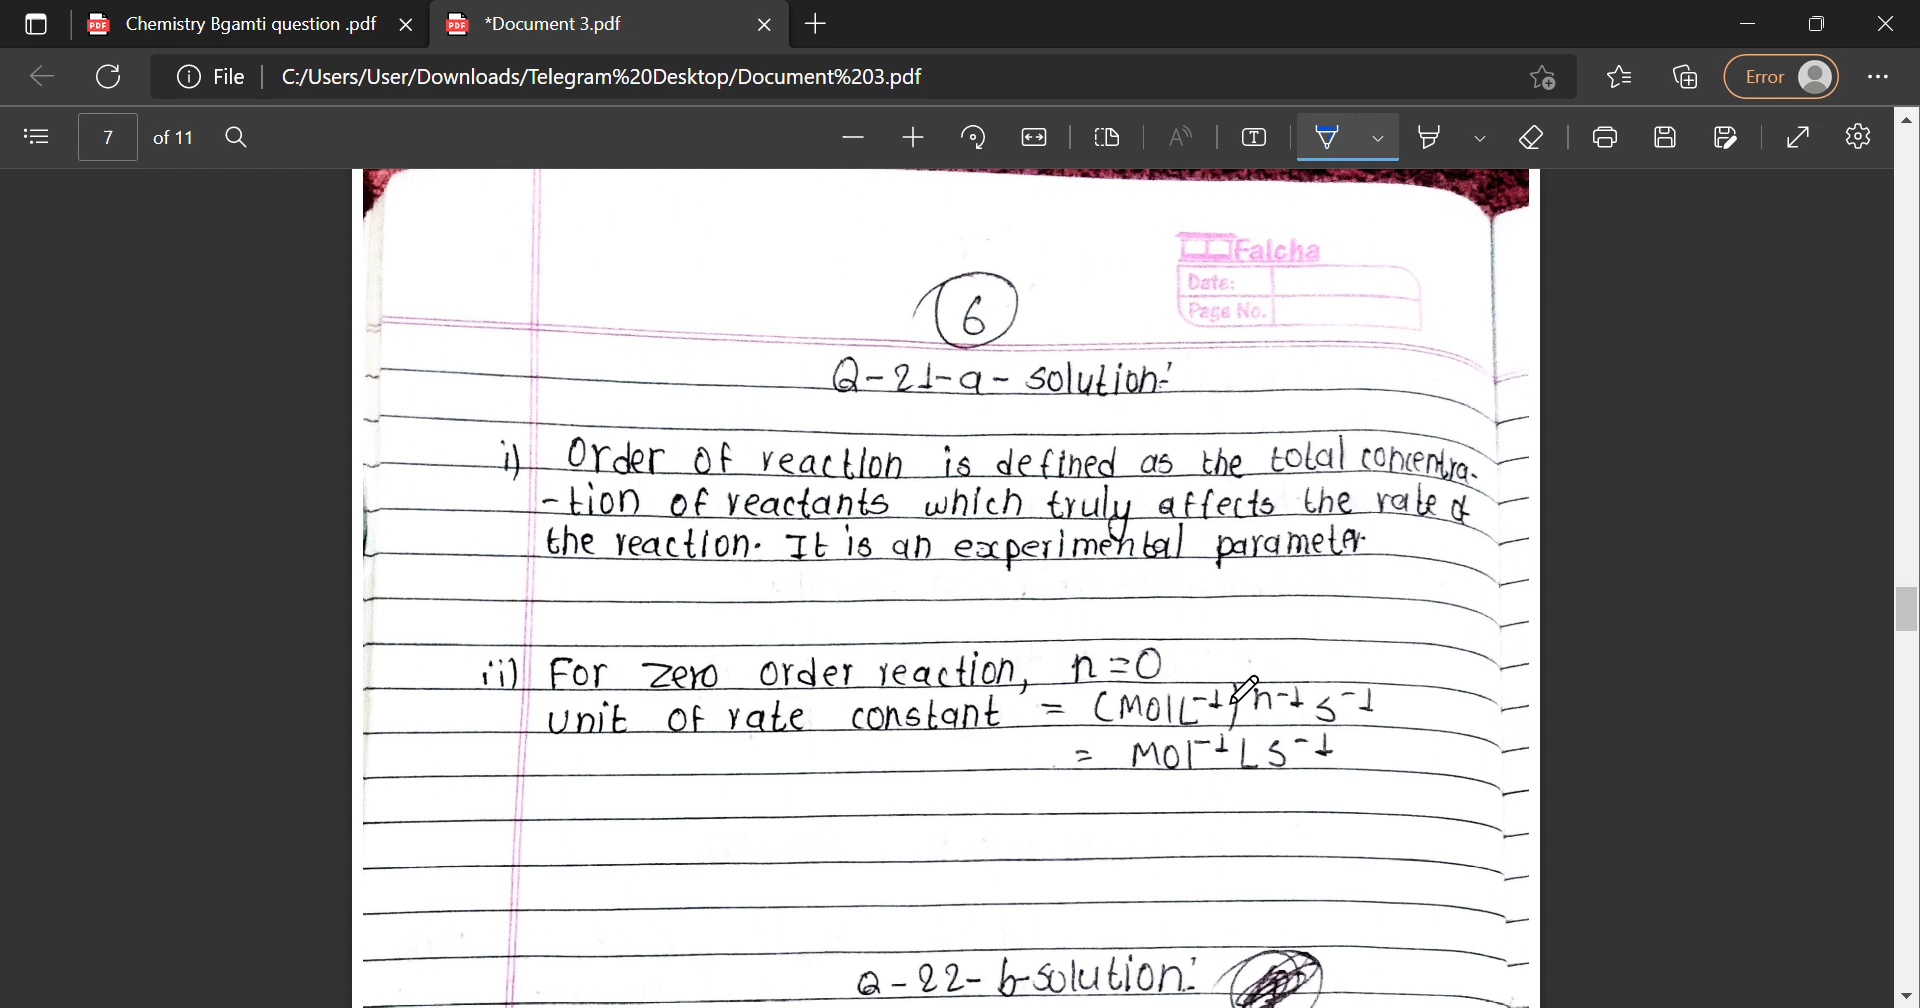 Chemistry Bgamti question .pdf
*Document 3.pdf
File
C:/Users/User/Downloads/Telegram%20Desktop/Document%203.pdf
Error
7 of 11
Falcha
Date:
Page No.
6
Q-21-a- solution:
i) Order of reaction is defined as the total concentra-
-tion of reactants which truly affects the rate of
the reaction. It is an experimental parameter.
ii) For zero order reaction, n=0
unit of rate constant = (Mol L-1)n-1 s-1
= Mol-1 L s-1
Q-22- b-solution: